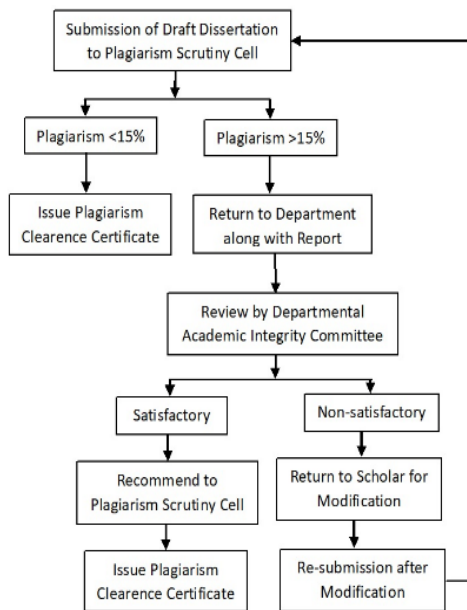 Submission of Draft Dissertation
to Plagiarism Scrutiny Cell
Plagiarism <15%
Plagiarism >15%
Issue Plagiarism
Clearence Certificate
Return to Department
along with Report
Review by Departmental
Academic Integrity Committee
Satisfactory
Non-satisfactory
Recommend to
Plagiarism Scrutiny Cell
Return to Scholar for
Modification
Issue Plagiarism
Clearence Certificate
Re-submission after
Modification